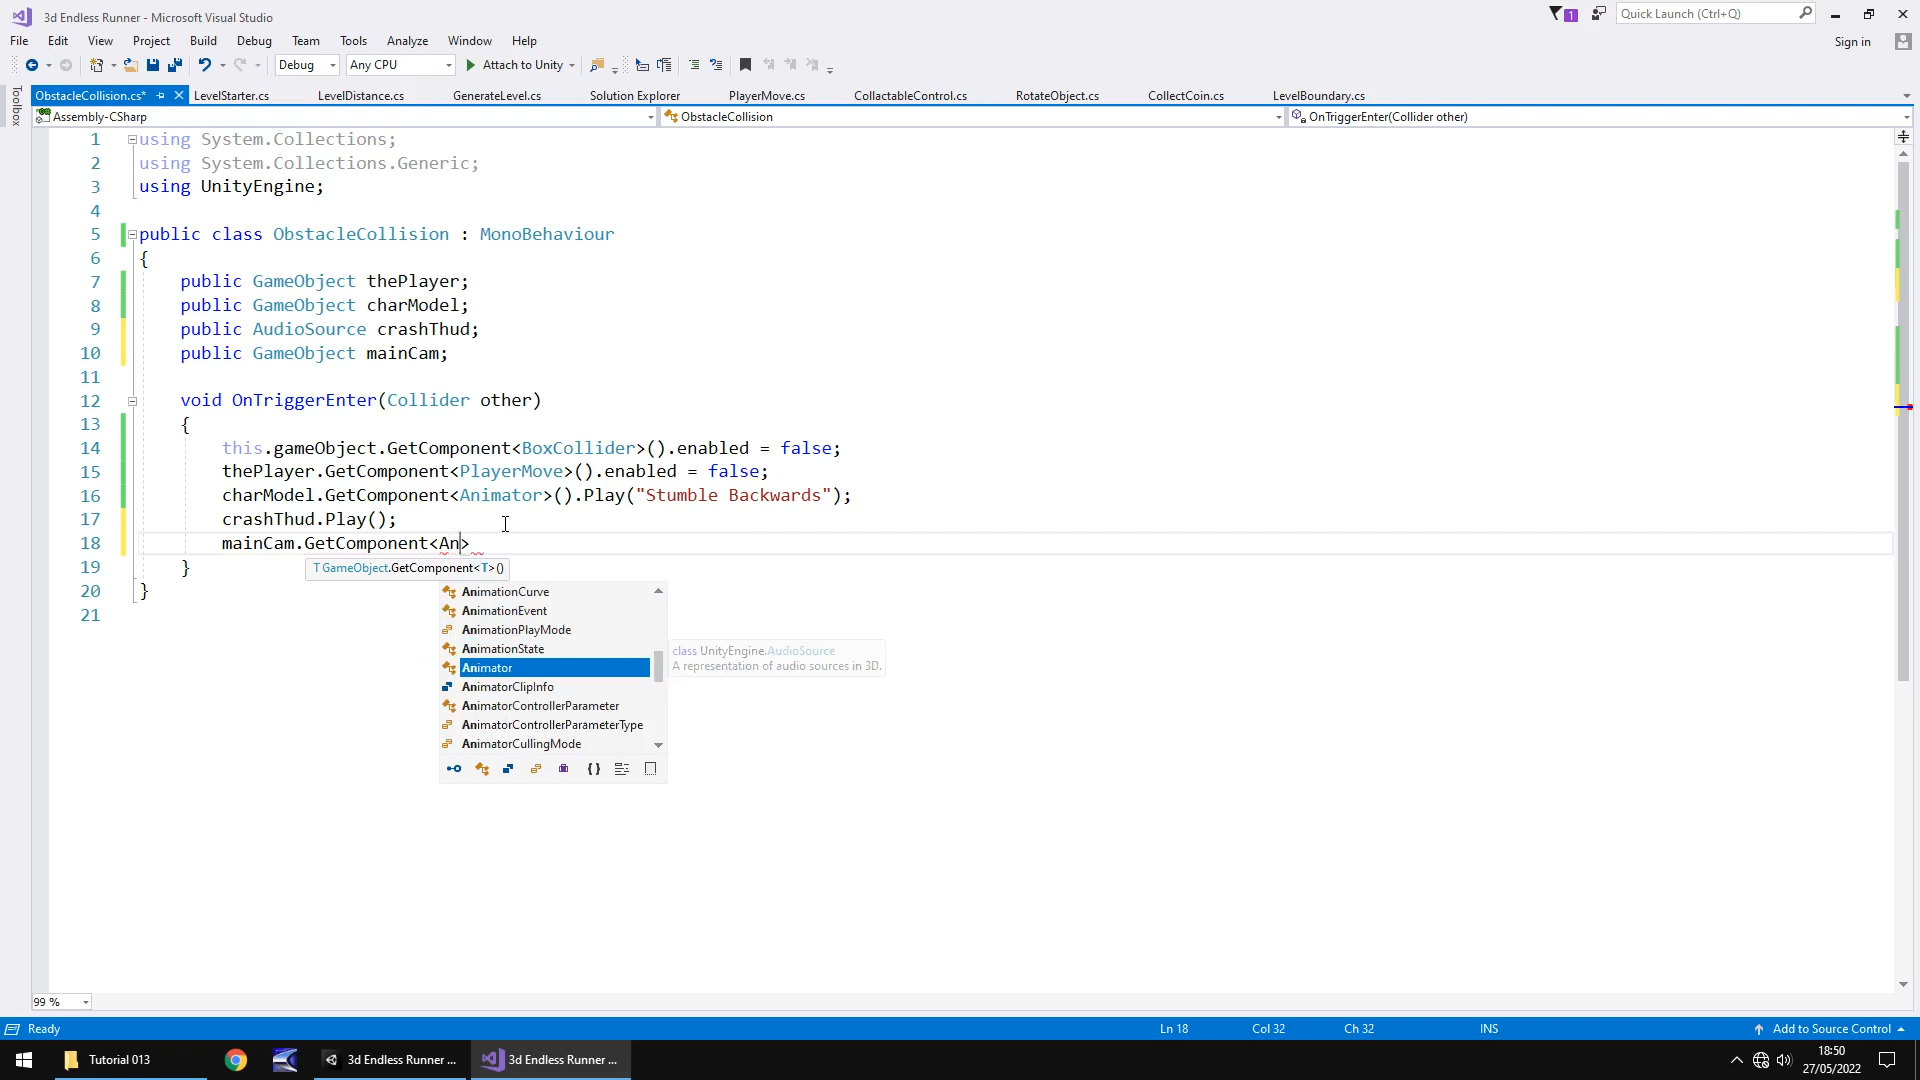 3d Endless Runner - Microsoft Visual Studio
1
Quick Launch (Ctrl+Q)
File Edit View Project Build Debug Team Tools Analyze Window Help
Sign in
Debug Any CPU Attach to Unity
Toolbox
ObstacleCollision.cs* LevelStarter.cs LevelDistance.cs GenerateLevel.cs Solution Explorer PlayerMove.cs CollactableControl.cs RotateObject.cs CollectCoin.cs LevelBoundary.cs
Assembly-CSharp ObstacleCollision OnTriggerEnter(Collider other)
1 using System.Collections;
2 using System.Collections.Generic;
3 using UnityEngine;
4
5 public class ObstacleCollision : MonoBehaviour
6 {
7 public GameObject thePlayer;
8 public GameObject charModel;
9 public AudioSource crashThud;
10 public GameObject mainCam;
11
12 void OnTriggerEnter(Collider other)
13 {
14 this.gameObject.GetComponent<BoxCollider>().enabled = false;
15 thePlayer.GetComponent<PlayerMove>().enabled = false;
16 charModel.GetComponent<Animator>().Play("Stumble Backwards");
17 crashThud.Play();
18 mainCam.GetComponent<An>
19 }
T GameObject.GetComponent<T>()
20 }
21
AnimationCurve
AnimationEvent
AnimationPlayMode
AnimationState
Animator
AnimatorClipInfo
AnimatorControllerParameter
AnimatorControllerParameterType
AnimatorCullingMode
class UnityEngine.AudioSource
A representation of audio sources in 3D.
99 %
Ready Ln 18 Col 32 Ch 32 INS Add to Source Control
Tutorial 013 3d Endless Runner ... 3d Endless Runner ...
18:50
27/05/2022